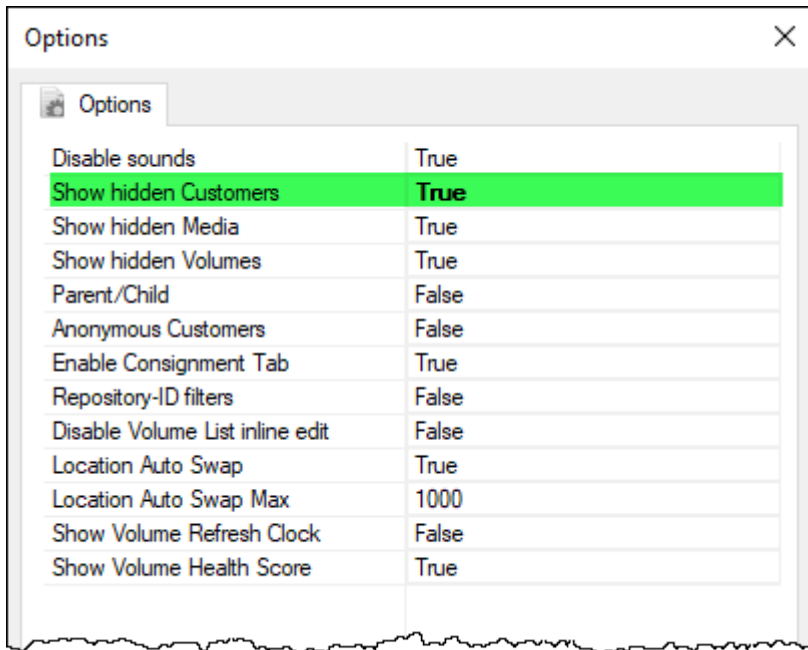 Options
Options
Disable sounds True
Show hidden Customers True
Show hidden Media True
Show hidden Volumes True
Parent/Child False
Anonymous Customers False
Enable Consignment Tab True
Repository-ID filters False
Disable Volume List inline edit False
Location Auto Swap True
Location Auto Swap Max 1000
Show Volume Refresh Clock False
Show Volume Health Score True